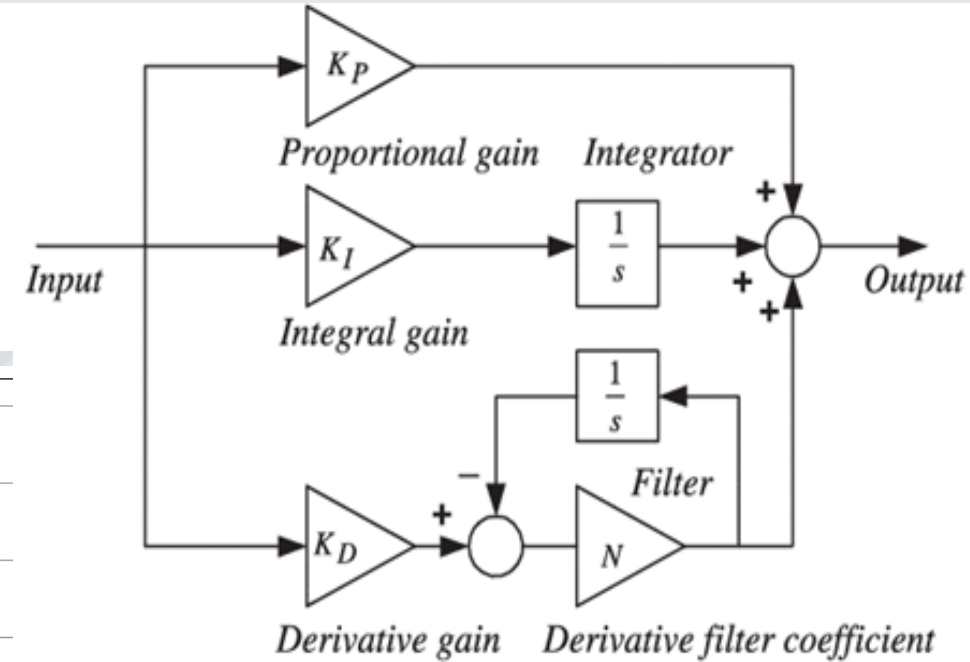 K_P
Proportional gain
Integrator
+
Input
K_I
1
s
+
Output
Integral gain
+
1
s
−
Filter
+
K_D
N
Derivative gain
Derivative filter coefficient